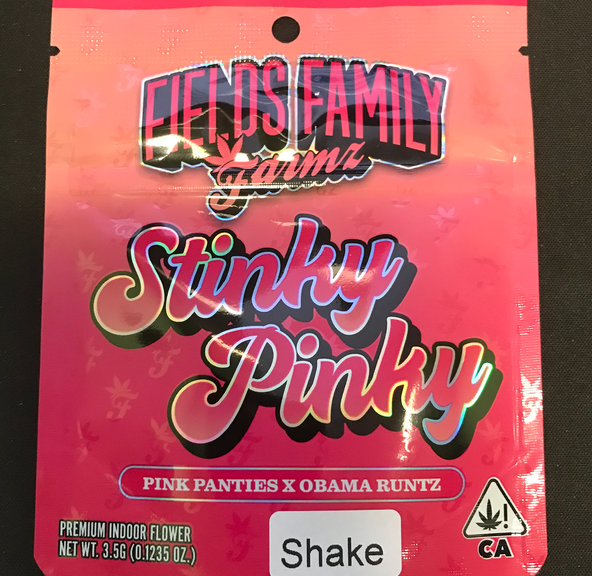 FIELDS FAMILY
Farmz
Stinky
Pinky
PINK PANTIES X OBAMA RUNTZ
PREMIUM INDOOR FLOWER
NET WT. 3.5G (0.1235 OZ.)
Shake
!
CA